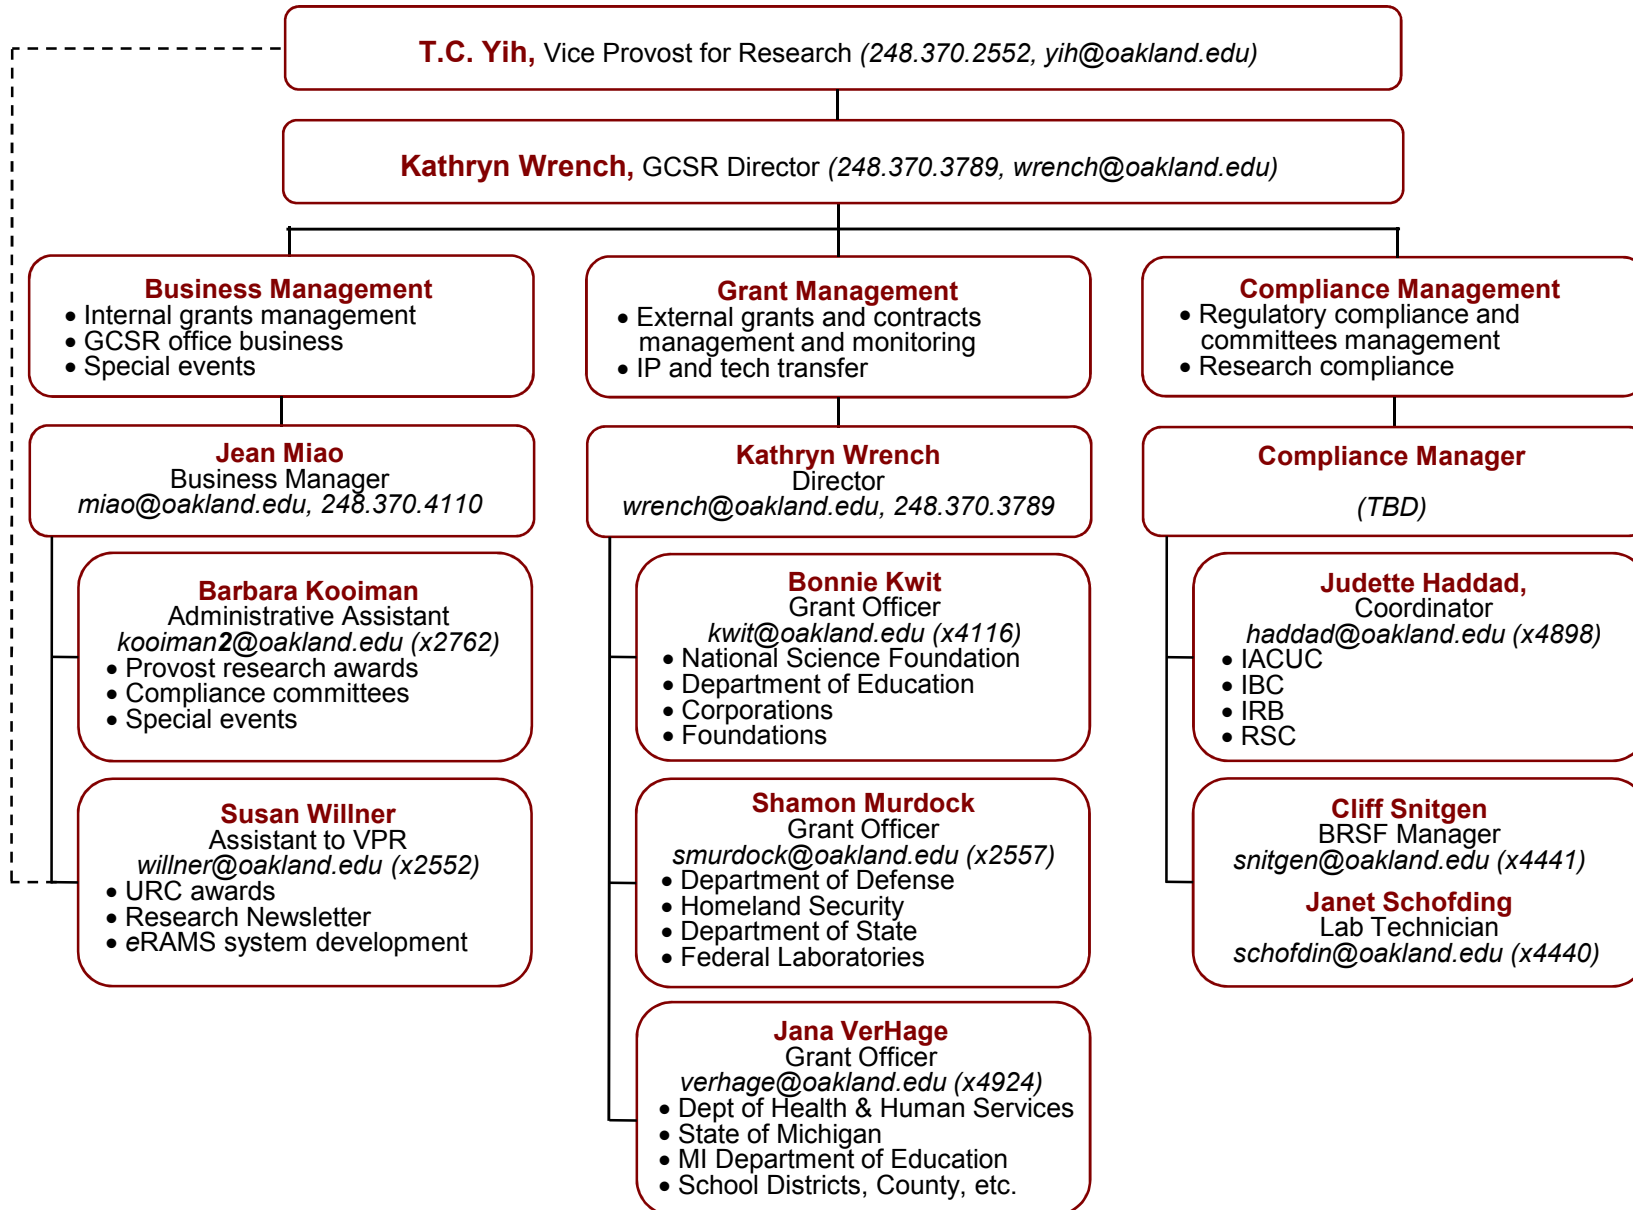 T.C. Yih, Vice Provost for Research (248.370.2552, yih@oakland.edu)
Kathryn Wrench, GCSR Director (248.370.3789, wrench@oakland.edu)
Business Management
• Internal grants management
• GCSR office business
• Special events
Grant Management
• External grants and contracts
management and monitoring
• IP and tech transfer
Compliance Management
• Regulatory compliance and
committees management
• Research compliance
Jean Miao
Business Manager
miao@oakland.edu, 248.370.4110
Kathryn Wrench
Director
wrench@oakland.edu, 248.370.3789
Compliance Manager
(TBD)
Barbara Kooiman
Administrative Assistant
kooiman2@oakland.edu (x2762)
• Provost research awards
• Compliance committees
• Special events
Bonnie Kwit
Grant Officer
kwit@oakland.edu (x4116)
• National Science Foundation
• Department of Education
• Corporations
• Foundations
Judette Haddad,
Coordinator
haddad@oakland.edu (x4898)
• IACUC
• IBC
• IRB
• RSC
Susan Willner
Assistant to VPR
willner@oakland.edu (x2552)
• URC awards
• Research Newsletter
• eRAMS system development
Shamon Murdock
Grant Officer
smurdock@oakland.edu (x2557)
• Department of Defense
• Homeland Security
• Department of State
• Federal Laboratories
Cliff Snitgen
BRSF Manager
snitgen@oakland.edu (x4441)
Janet Schofding
Lab Technician
schofdin@oakland.edu (x4440)
Jana VerHage
Grant Officer
verhage@oakland.edu (x4924)
• Dept of Health & Human Services
• State of Michigan
• MI Department of Education
• School Districts, County, etc.